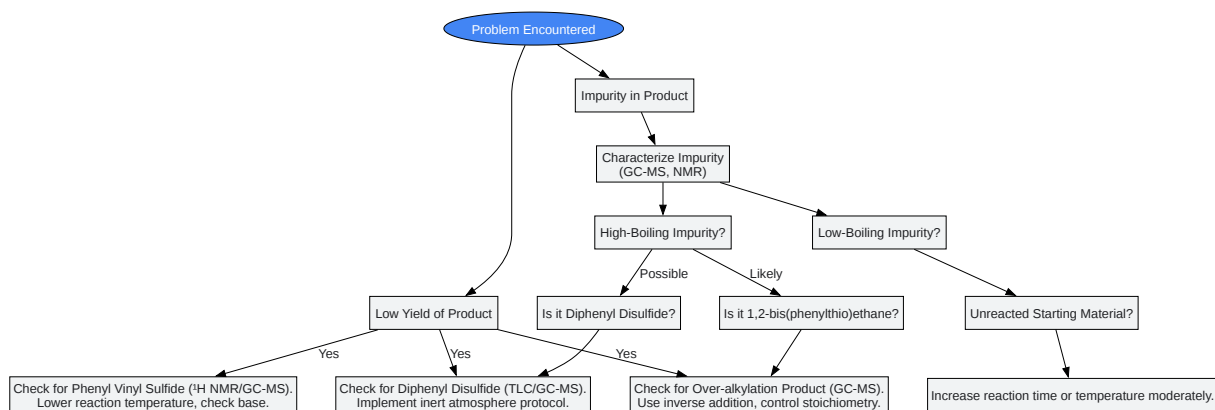 Problem Encountered
Impurity in Product
Characterize Impurity
(GC-MS, NMR)
High-Boiling Impurity?
Low-Boiling Impurity?
Possible
Likely
Low Yield of Product
Is it Diphenyl Disulfide?
Is it 1,2-bis(phenylthio)ethane?
Unreacted Starting Material?
Yes
Yes
Yes
Check for Phenyl Vinyl Sulfide (¹H NMR/GC-MS).
Lower reaction temperature, check base.
Check for Diphenyl Disulfide (TLC/GC-MS).
Implement inert atmosphere protocol.
Check for Over-alkylation Product (GC-MS).
Use inverse addition, control stoichiometry.
Increase reaction time or temperature moderately.